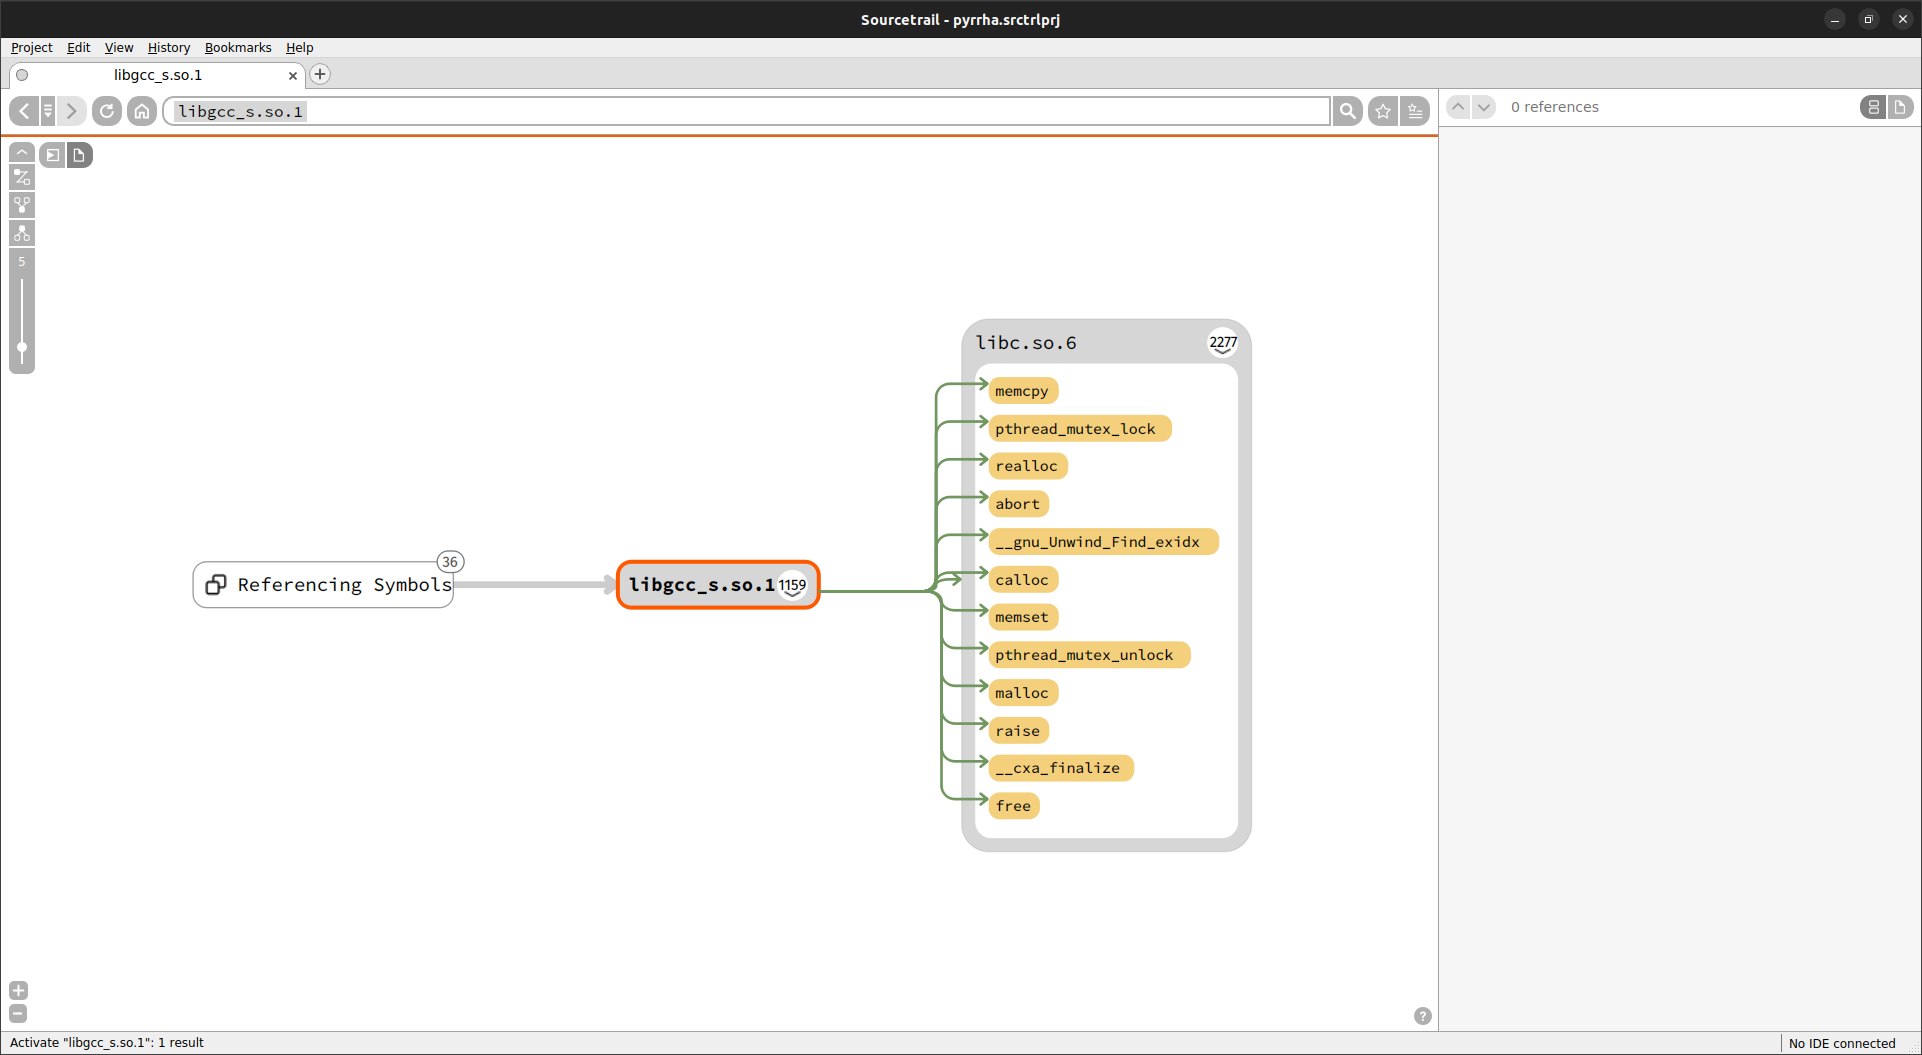 Sourcetrail - pyrrha.srctrlprj
Project Edit View History Bookmarks Help
libgcc_s.so.1
libgcc_s.so.1
0 references
5
libc.so.6 2277
memcpy
pthread_mutex_lock
realloc
abort
__gnu_Unwind_Find_exidx
calloc
memset
pthread_mutex_unlock
malloc
raise
__cxa_finalize
free
36
Referencing Symbols
libgcc_s.so.1 1159
?
Activate "libgcc_s.so.1": 1 result
No IDE connected